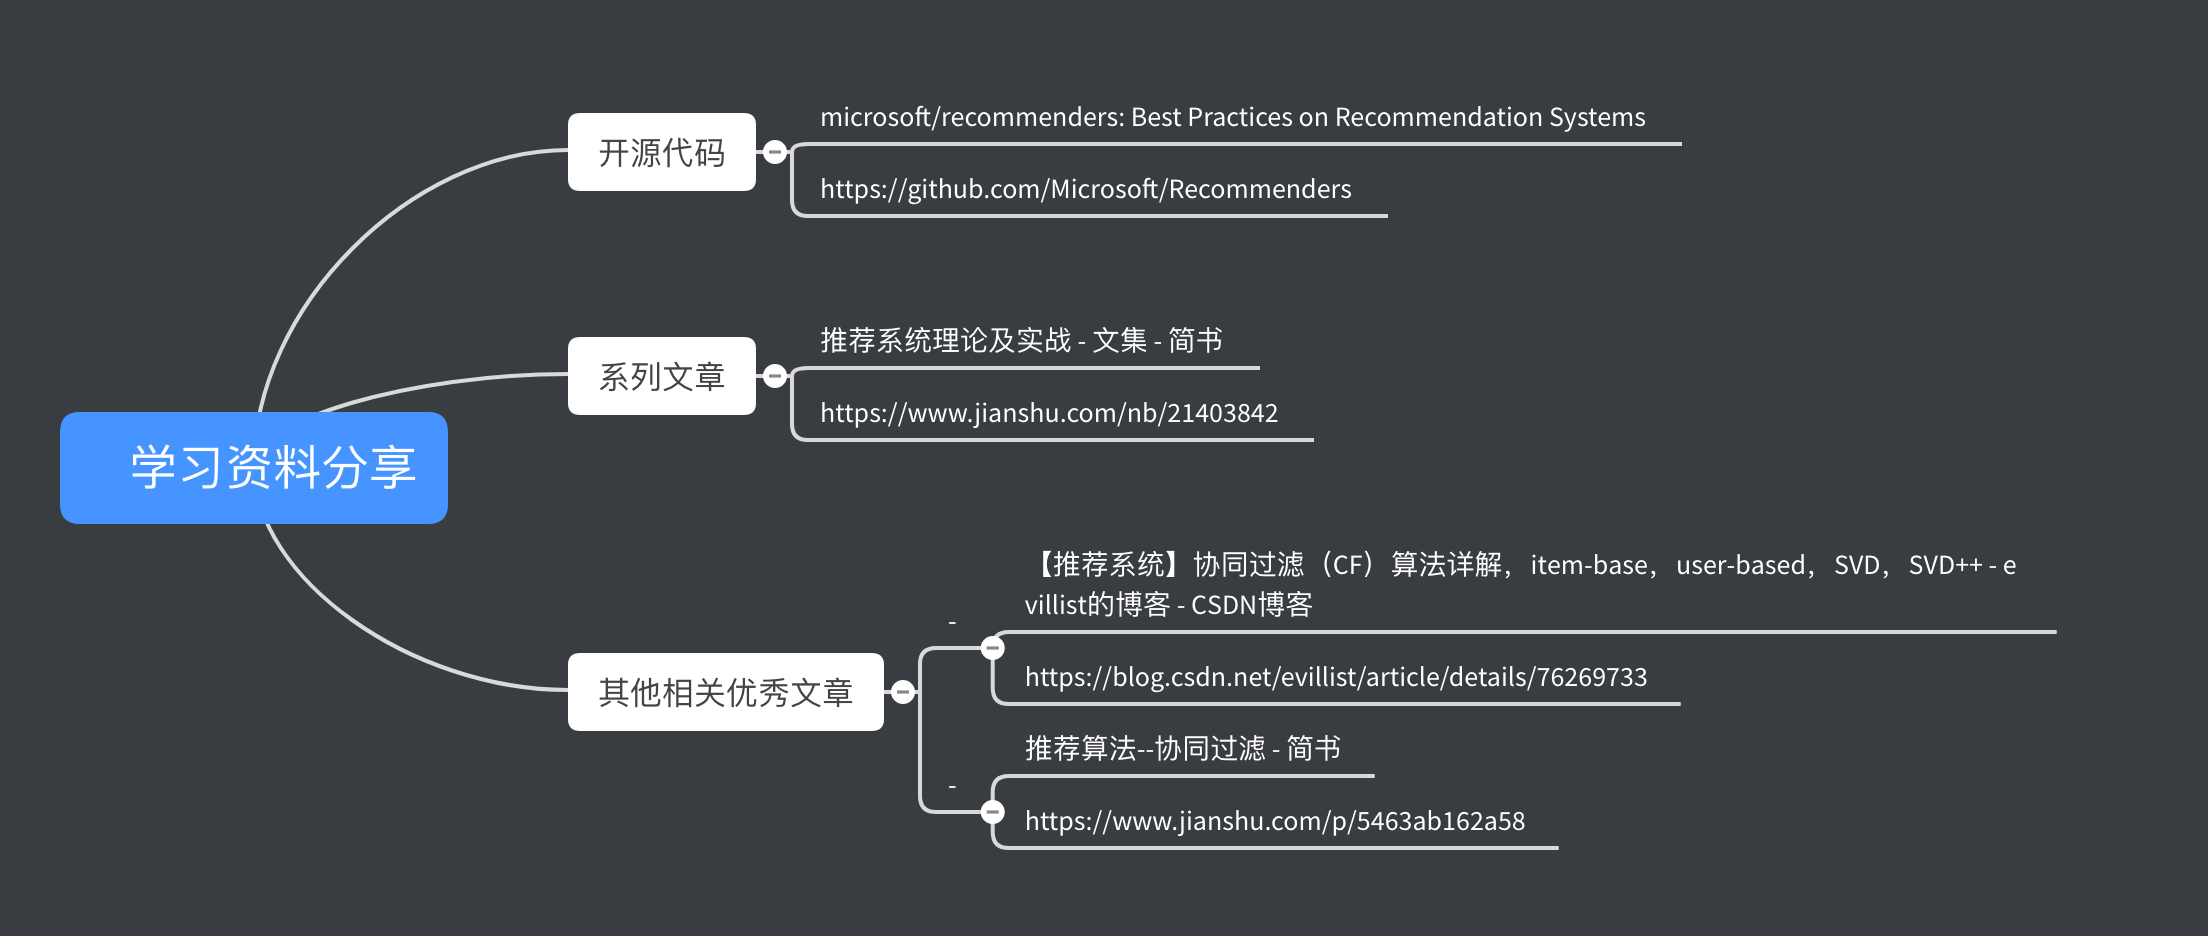 学习资料分享
开源代码
microsoft/recommenders: Best Practices on Recommendation Systems
https://github.com/Microsoft/Recommenders
系列文章
推荐系统理论及实战 - 文集 - 简书
https://www.jianshu.com/nb/21403842
其他相关优秀文章
-
【推荐系统】协同过滤（CF）算法详解，item-base，user-based，SVD，SVD++ - e
villist的博客 - CSDN博客
https://blog.csdn.net/evillist/article/details/76269733
-
推荐算法--协同过滤 - 简书
https://www.jianshu.com/p/5463ab162a58